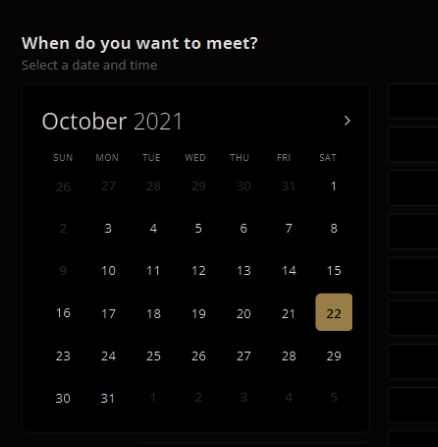 When do you want to meet?
Select a date and time
October 2021
SUN MON TUE WED THU FRI SAT
26 27 28 29 30 31 1
2 3 4 5 6 7 8
9 10 11 12 13 14 15
16 17 18 19 20 21 22
23 24 25 26 27 28 29
30 31 1 2 3 4 5